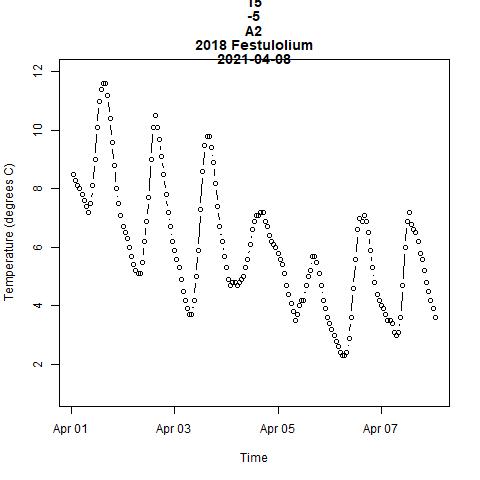 15
-5
A2
2018 Festulolium
2021-04-08
Temperature (degrees C)
12
10
8
6
4
2
Apr 01
Apr 03
Apr 05
Apr 07
Time